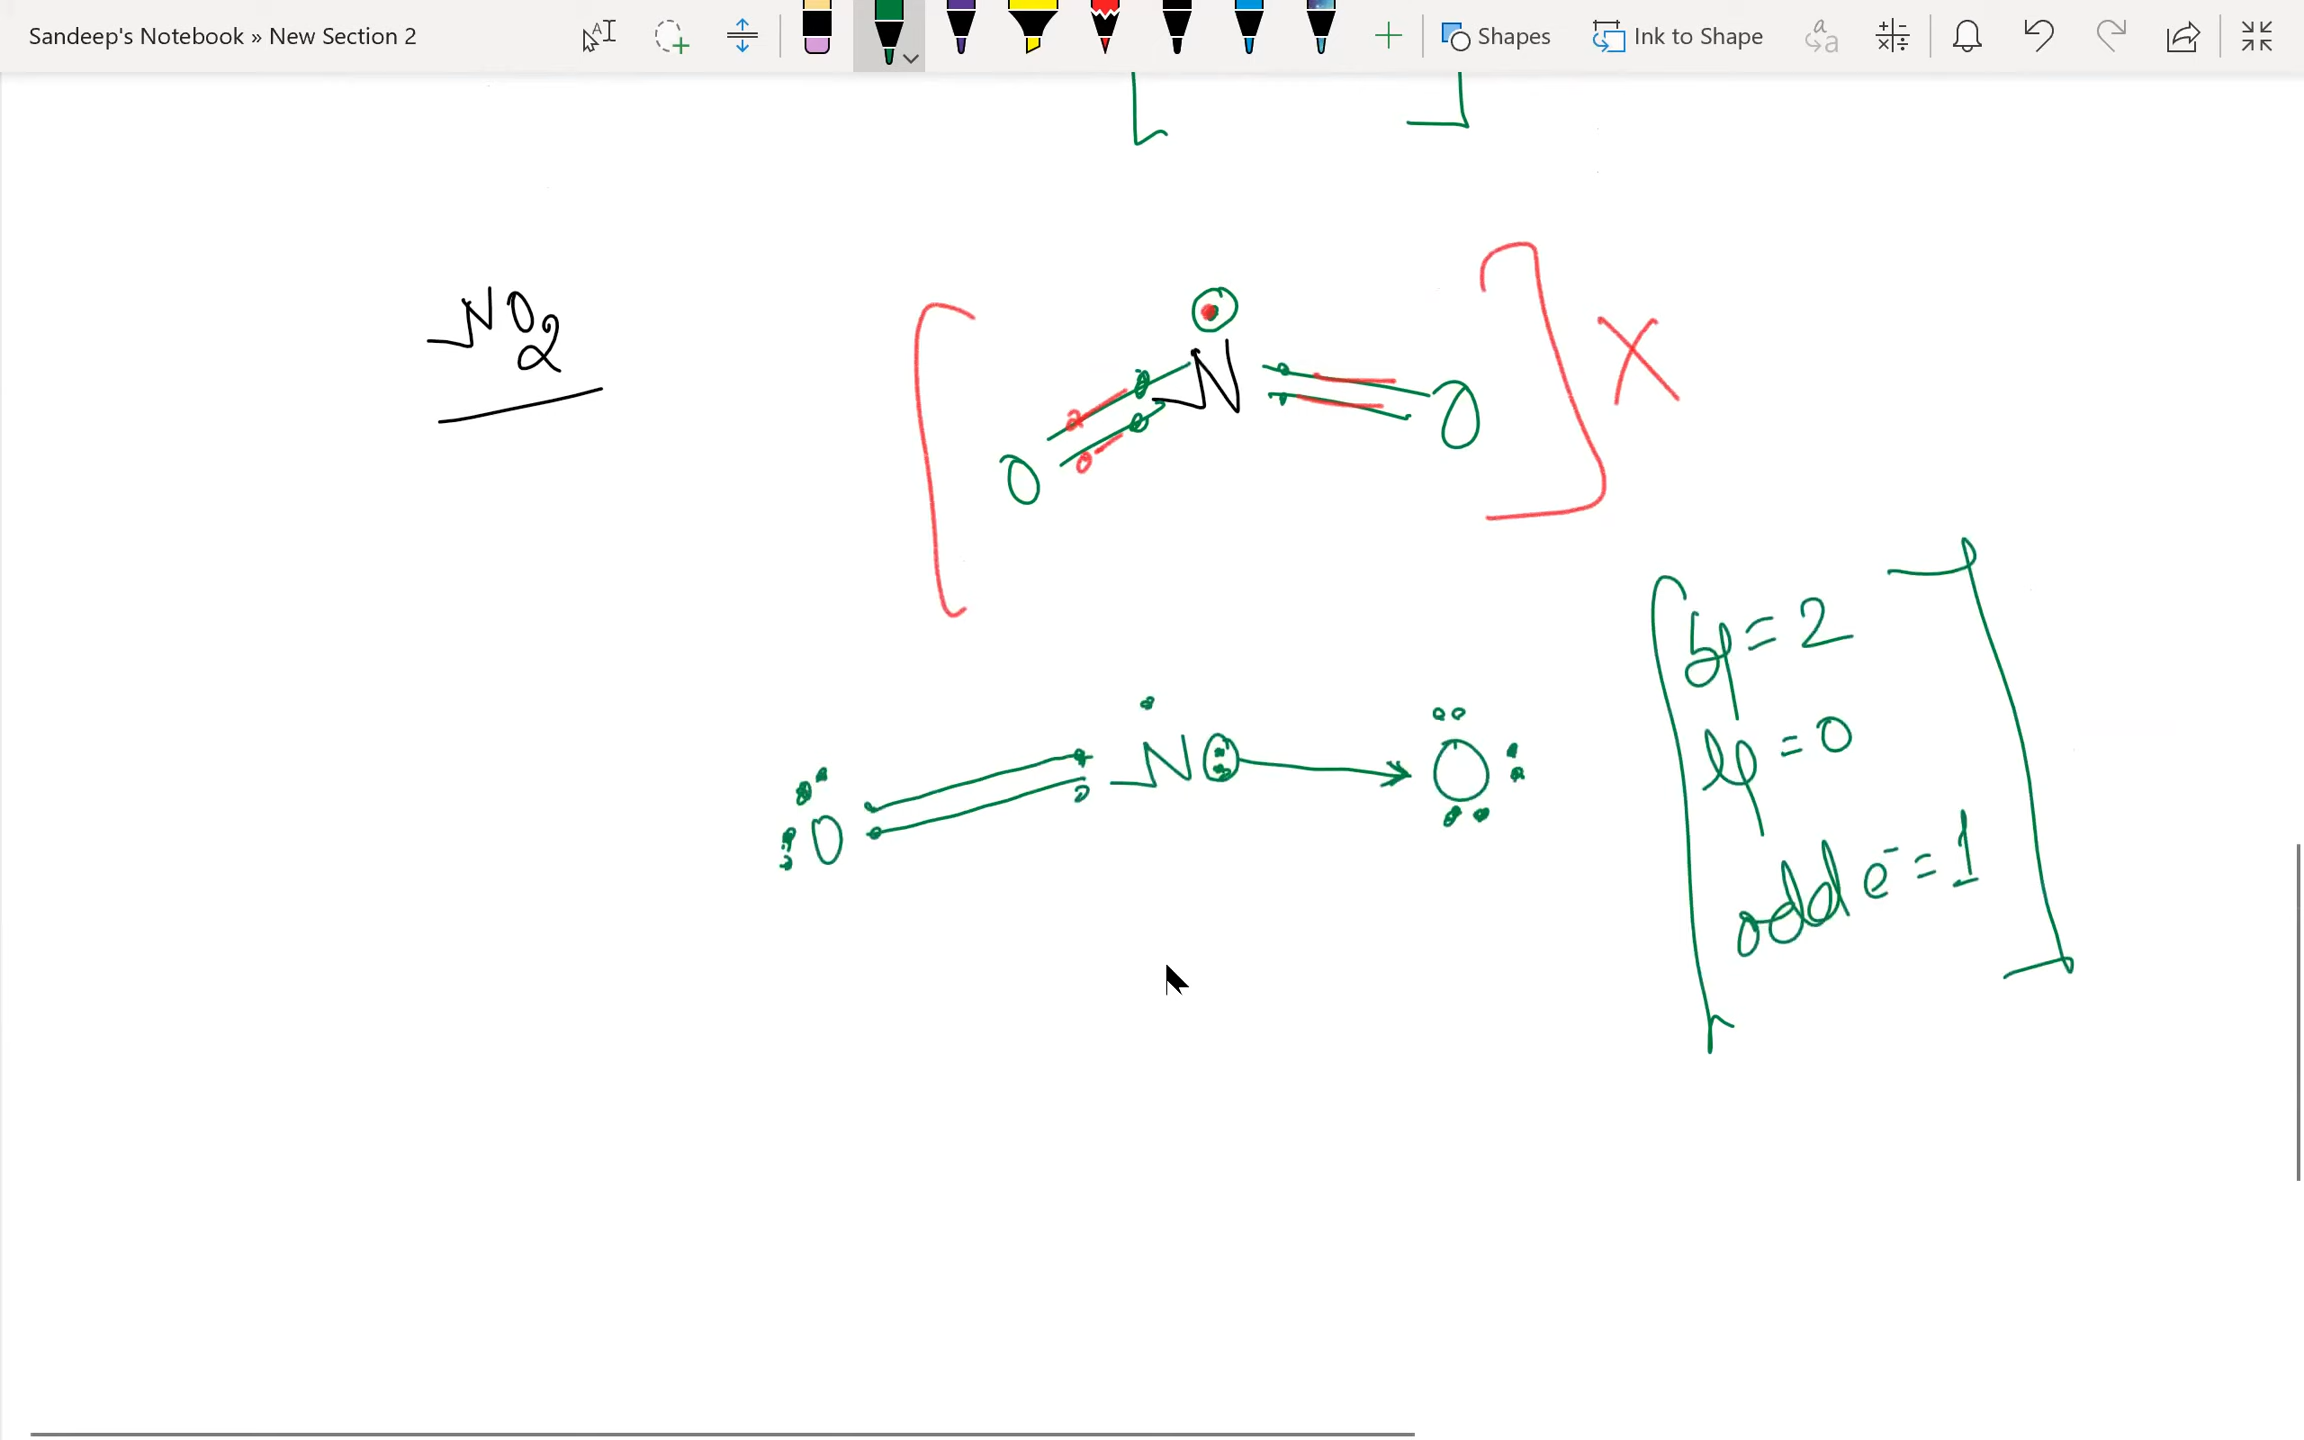 Sandeep's Notebook » New Section 2
Shapes
Ink to Shape
NO2
N
O
O
X
bp = 2
lp = 0
odd e- = 1
O
N
O